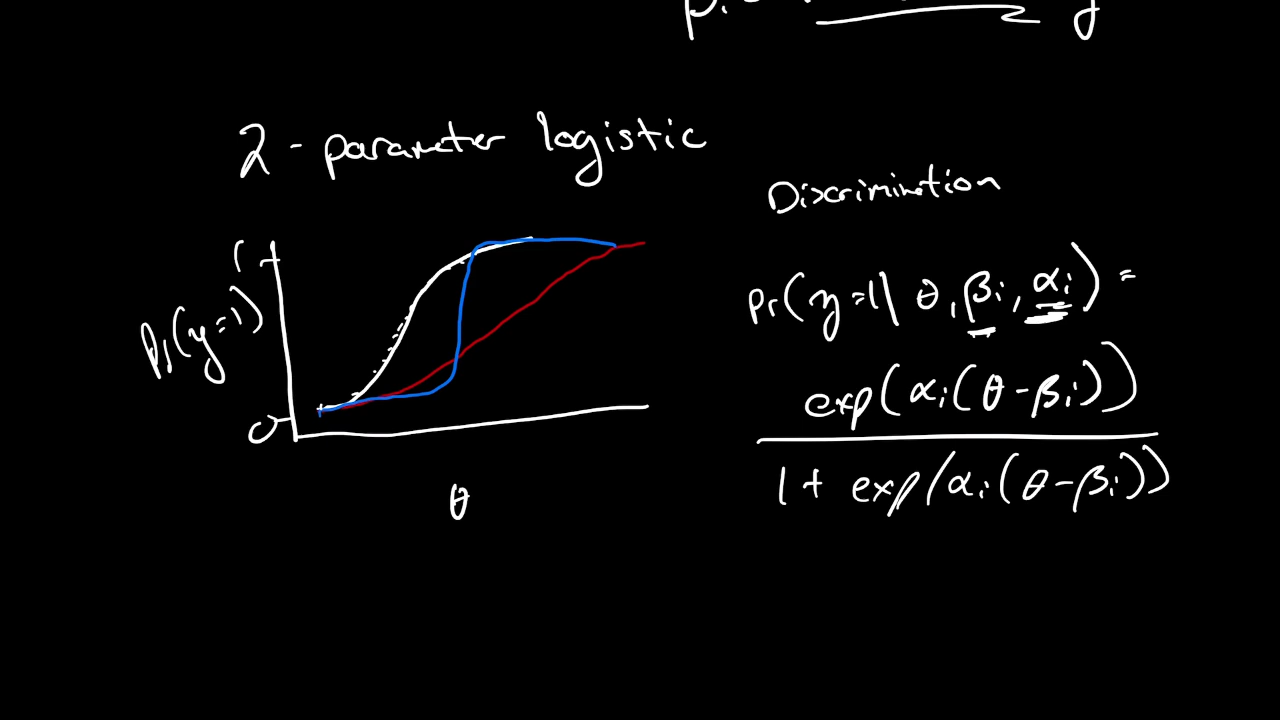 2 - parameter logistic
Discrimination
1
Pr(y=1)
0
θ
Pr(y=1| θ, βi, αi) =
exp(αi(θ-βi))
1 + exp(αi(θ-βi))